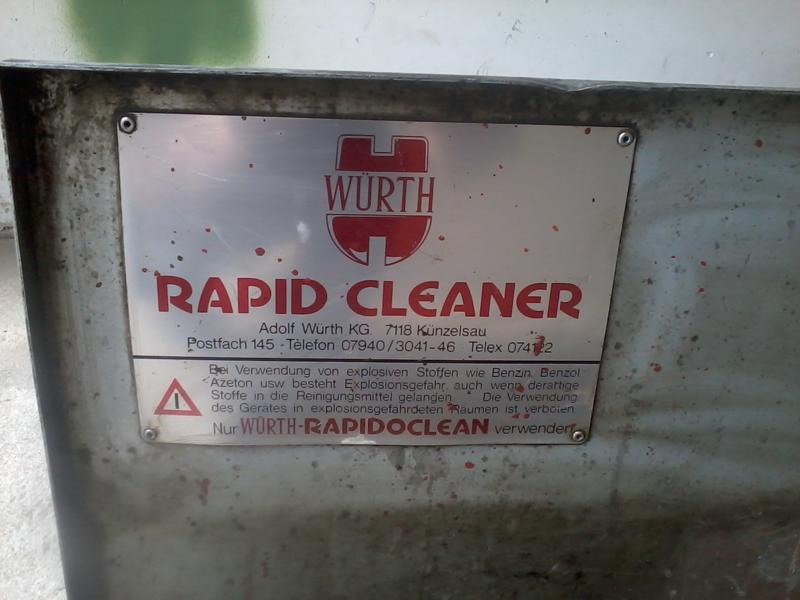 WÜRTH
RAPID CLEANER
Adolf Würth KG. 7118 Künzelsau
Postfach 145 - Telefon 07940/3041-46 Telex 074122
Bei Verwendung von explosiven Stoffen wie Benzin, Benzol
Azeton usw besteht Explosionsgefahr, auch wenn derartige
Stoffe in die Reinigungsmittel gelangen. Die Verwendung
des Gerätes in explosionsgefährdeten Räumen ist verboten
Nur WÜRTH-RAPIDOCLEAN verwenden